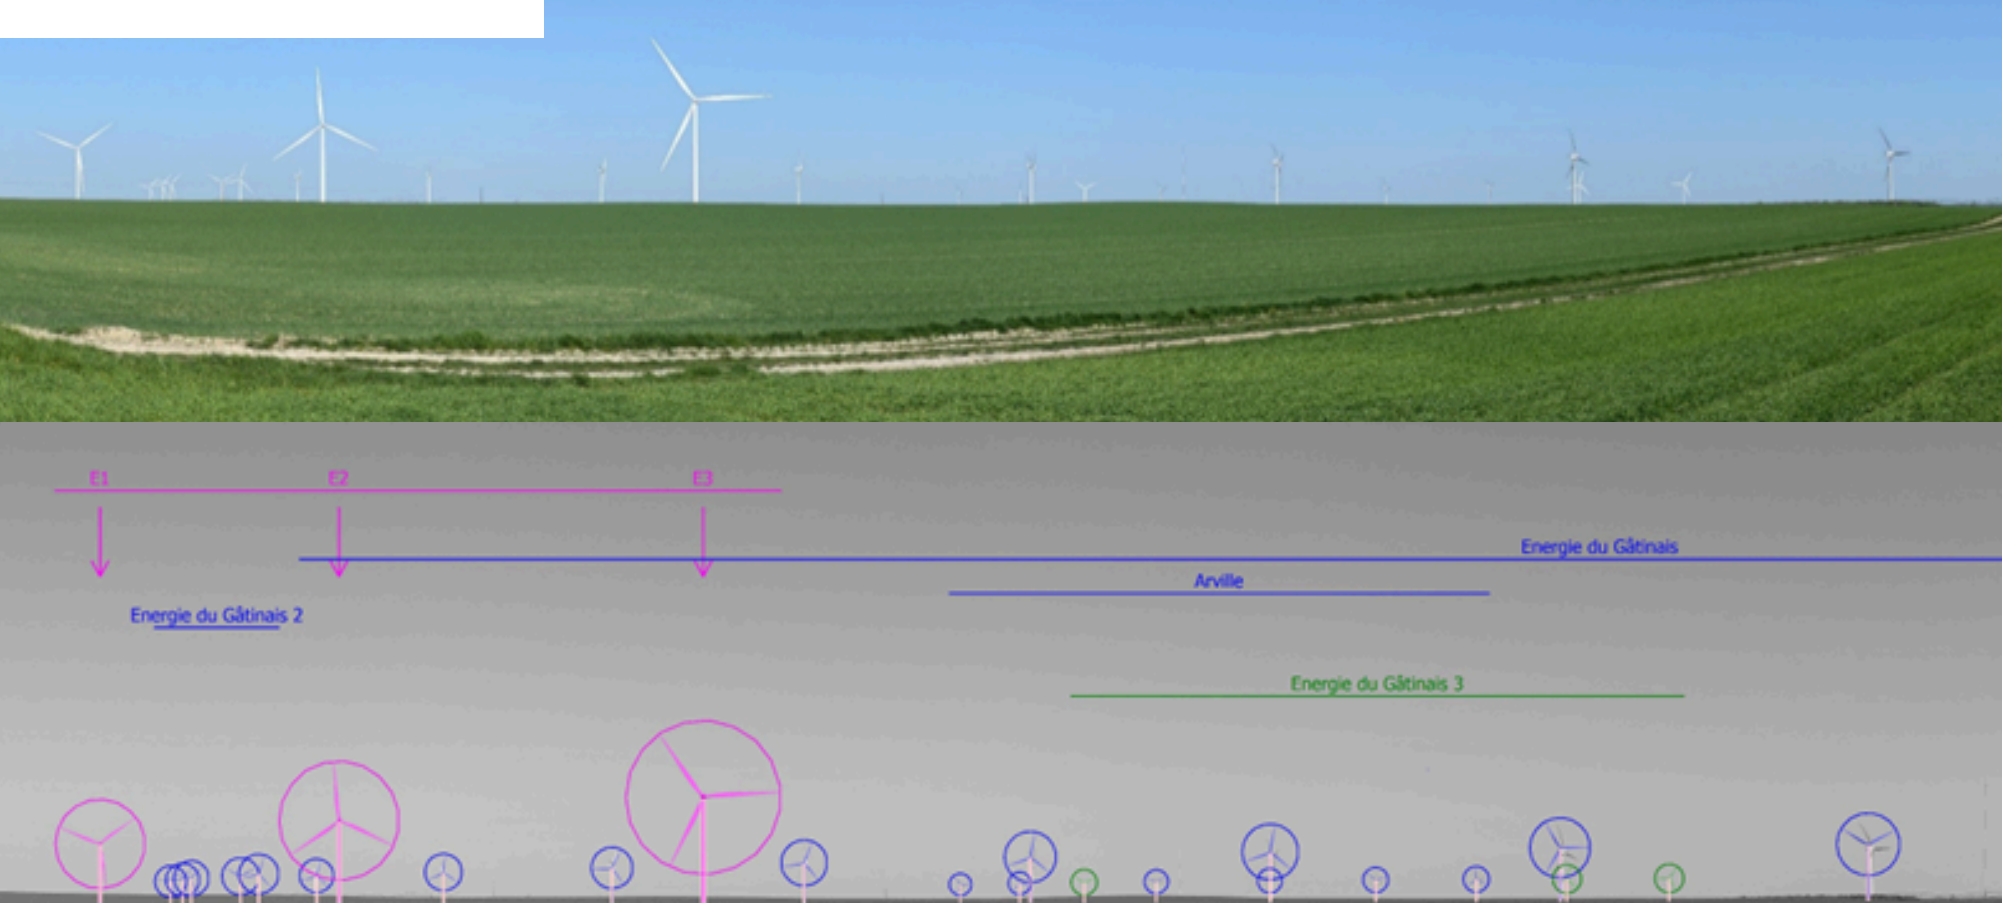 E1 E2 E3
Energie du Gâtinais
Arville
Energie du Gâtinais 2
Energie du Gâtinais 3